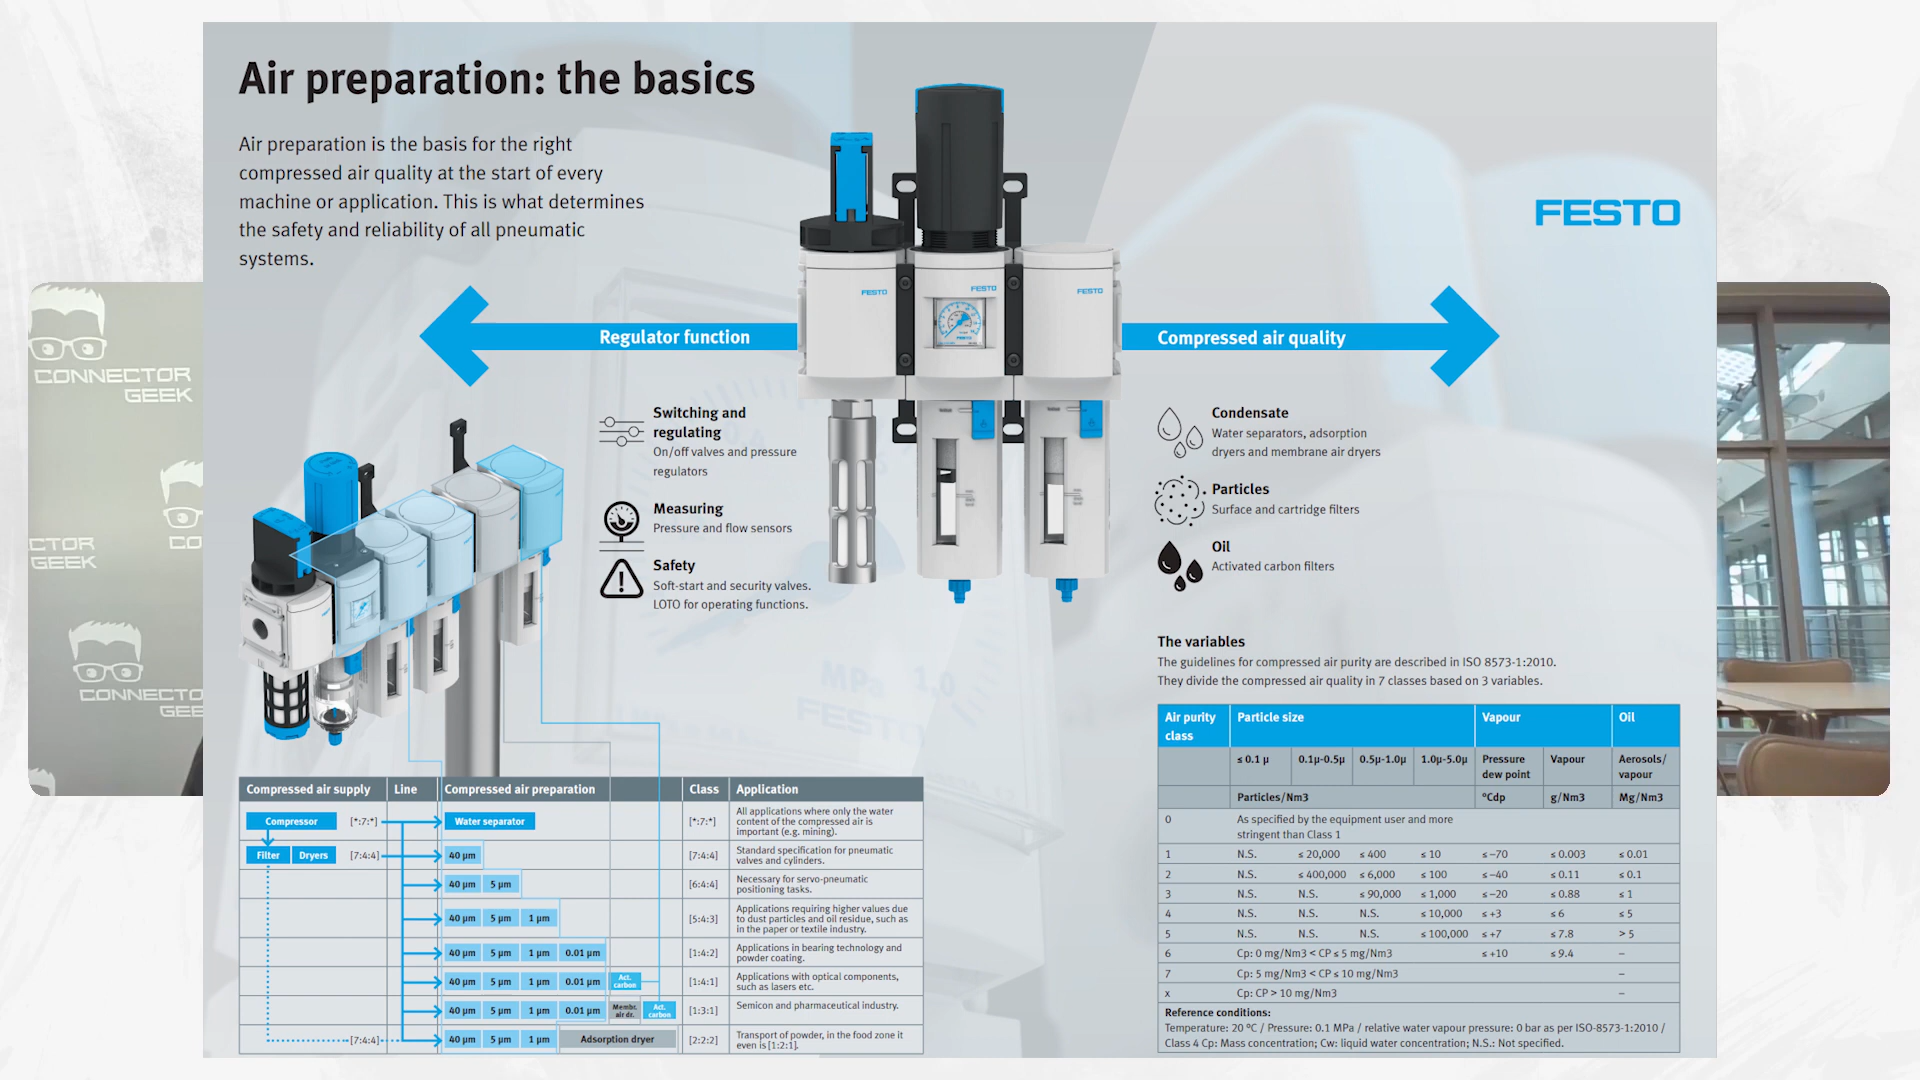 Air preparation: the basics
Air preparation is the basis for the right
compressed air quality at the start of every
machine or application. This is what determines
the safety and reliability of all pneumatic
systems.
FESTO
FESTO
FESTO
FESTO
Regulator function
Compressed air quality
Switching and
regulating
On/off valves and pressure
regulators
Measuring
Pressure and flow sensors
Safety
Soft-start and security valves.
LOTO for operating functions.
Condensate
Water separators, adsorption
dryers and membrane air dryers
Particles
Surface and cartridge filters
Oil
Activated carbon filters
CONNECTOR
GEEK
CTOR
GEEK
CO
CONNECTO
GEE
MPa 1,0
FESTO
The variables
The guidelines for compressed air purity are described in ISO 8573-1:2010.
They divide the compressed air quality in 7 classes based on 3 variables.
Compressed air supply Line Compressed air preparation Class Application
Compressor [*:7:*] Water separator [*:7:*] All applications where only the water
content of the compressed air is
important (e.g. mining).
Filter Dryers [7:4:4] 40 µm [7:4:4] Standard specification for pneumatic
valves and cylinders.
40 µm 5 µm [6:4:4] Necessary for servo-pneumatic
positioning tasks.
40 µm 5 µm 1 µm [5:4:3] Applications requiring higher values due
to dust particles and oil residue, such as
in the paper or textile industry.
40 µm 5 µm 1 µm 0.01 µm [1:4:2] Applications in bearing technology and
powder coating.
40 µm 5 µm 1 µm 0.01 µm Act. carbon [1:4:1] Applications with optical components,
such as lasers etc.
40 µm 5 µm 1 µm 0.01 µm Membr. air dr. Act. carbon [1:3:1] Semicon and pharmaceutical industry.
[7:4:4] 40 µm 5 µm 1 µm Adsorption dryer [2:2:2] Transport of powder, in the food zone it
even is [1:2:1].
Air purity class Particle size Vapour Oil
≤ 0.1 µ 0.1µ-0.5µ 0.5µ-1.0µ 1.0µ-5.0µ Pressure dew point Vapour Aerosols/ vapour
Particles/Nm3 °Cdp g/Nm3 Mg/Nm3
0 As specified by the equipment user and more
stringent than Class 1
1 N.S. ≤ 20,000 ≤ 400 ≤ 10 ≤ –70 ≤ 0.003 ≤ 0.01
2 N.S. ≤ 400,000 ≤ 6,000 ≤ 100 ≤ –40 ≤ 0.11 ≤ 0.1
3 N.S. N.S. ≤ 90,000 ≤ 1,000 ≤ –20 ≤ 0.88 ≤ 1
4 N.S. N.S. N.S. ≤ 10,000 ≤ +3 ≤ 6 ≤ 5
5 N.S. N.S. N.S. ≤ 100,000 ≤ +7 ≤ 7.8 > 5
6 Cp: 0 mg/Nm3 < CP ≤ 5 mg/Nm3 ≤ +10 ≤ 9.4 –
7 Cp: 5 mg/Nm3 < CP ≤ 10 mg/Nm3 –
x Cp: CP > 10 mg/Nm3 –
Reference conditions:
Temperature: 20 °C / Pressure: 0.1 MPa / relative water vapour pressure: 0 bar as per ISO-8573-1:2010 /
Class 4 Cp: Mass concentration; Cw: liquid water concentration; N.S.: Not specified.